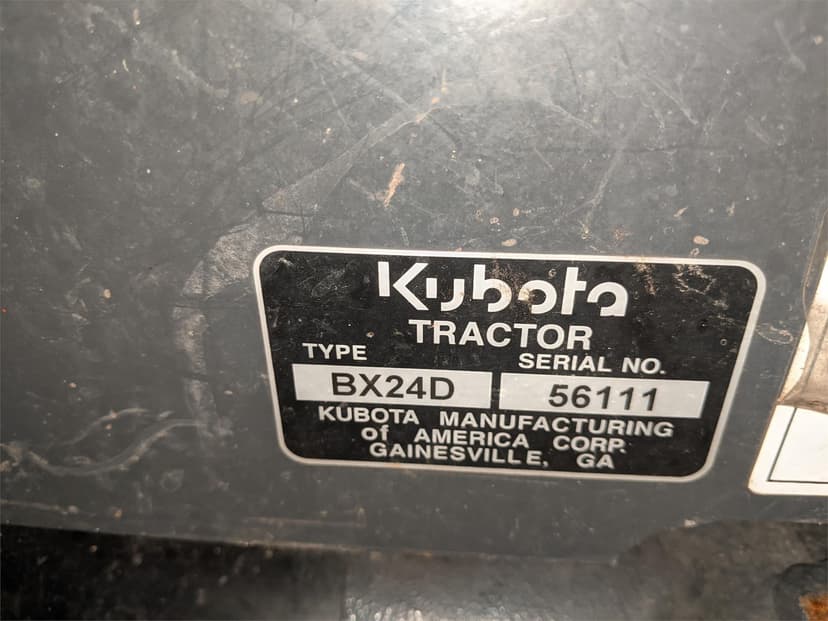 Kubota
TRACTOR
TYPE SERIAL NO.
BX24D 56111
KUBOTA MANUFACTURING
of AMERICA CORP.
GAINESVILLE, GA